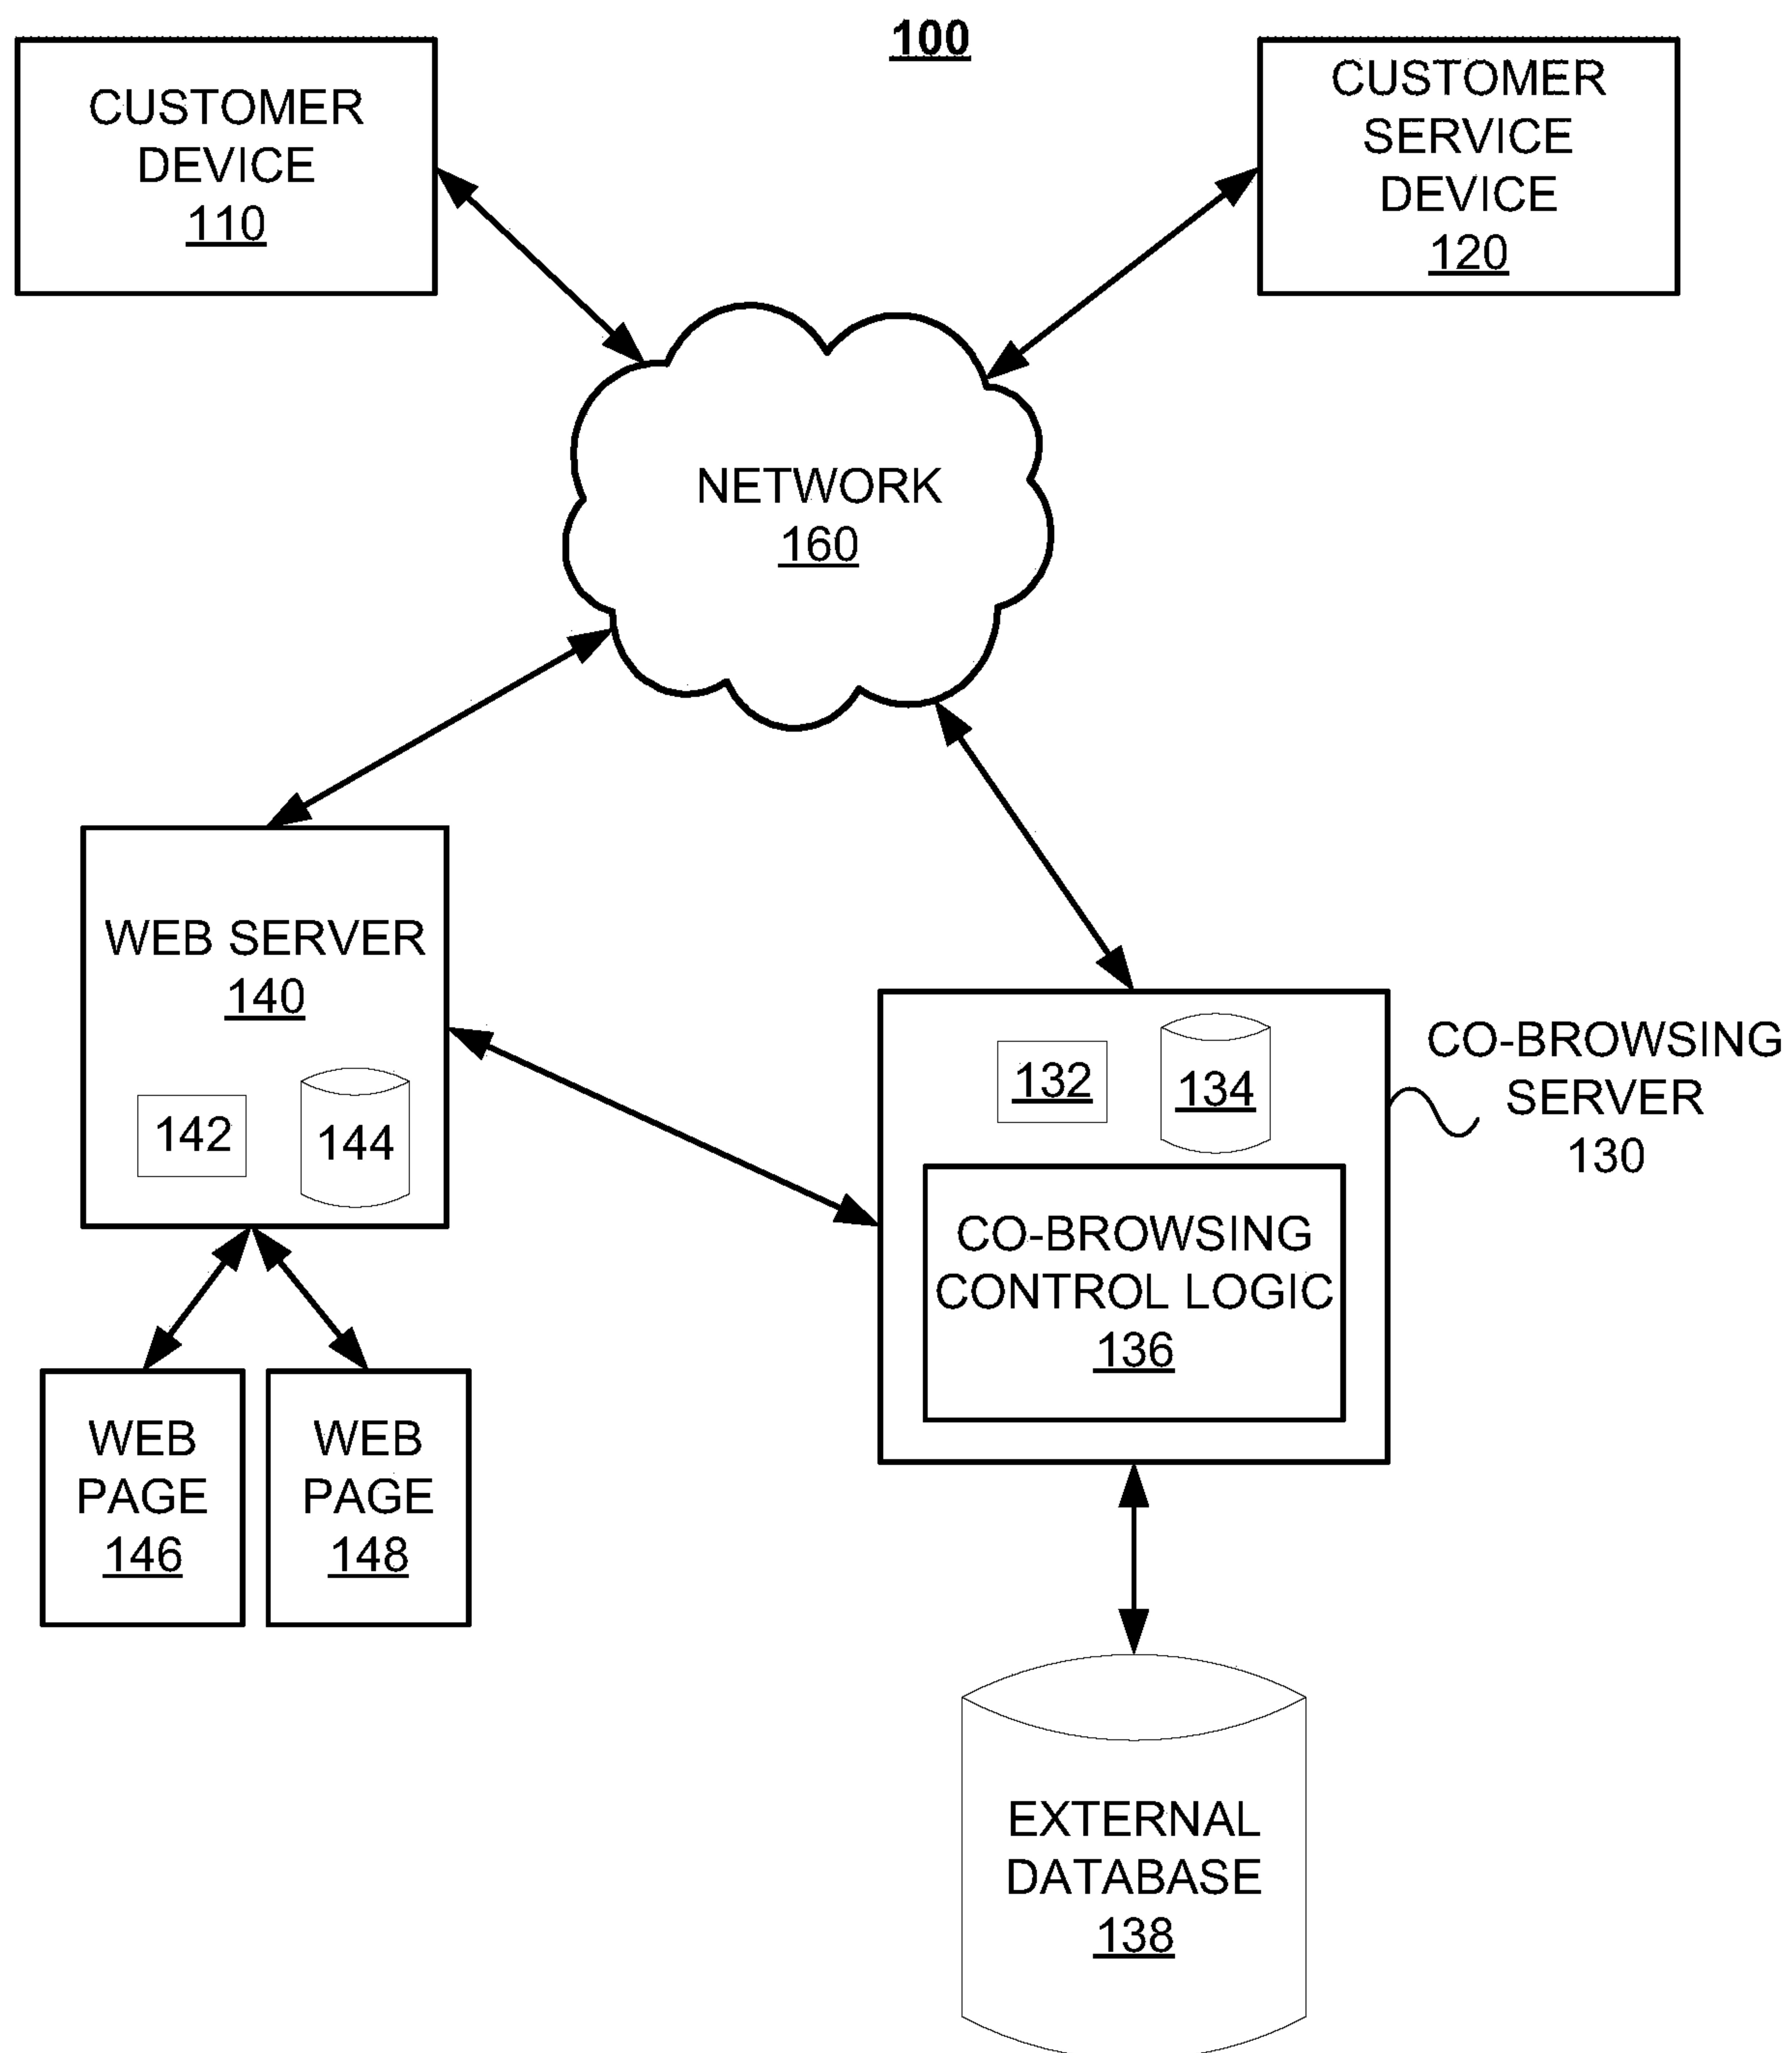 100
CUSTOMER
DEVICE
110
CUSTOMER
SERVICE
DEVICE
120
NETWORK
160
WEB SERVER
140
142
144
132
134
CO-BROWSING
SERVER
130
CO-BROWSING
CONTROL LOGIC
136
WEB
PAGE
146
WEB
PAGE
148
EXTERNAL
DATABASE
138